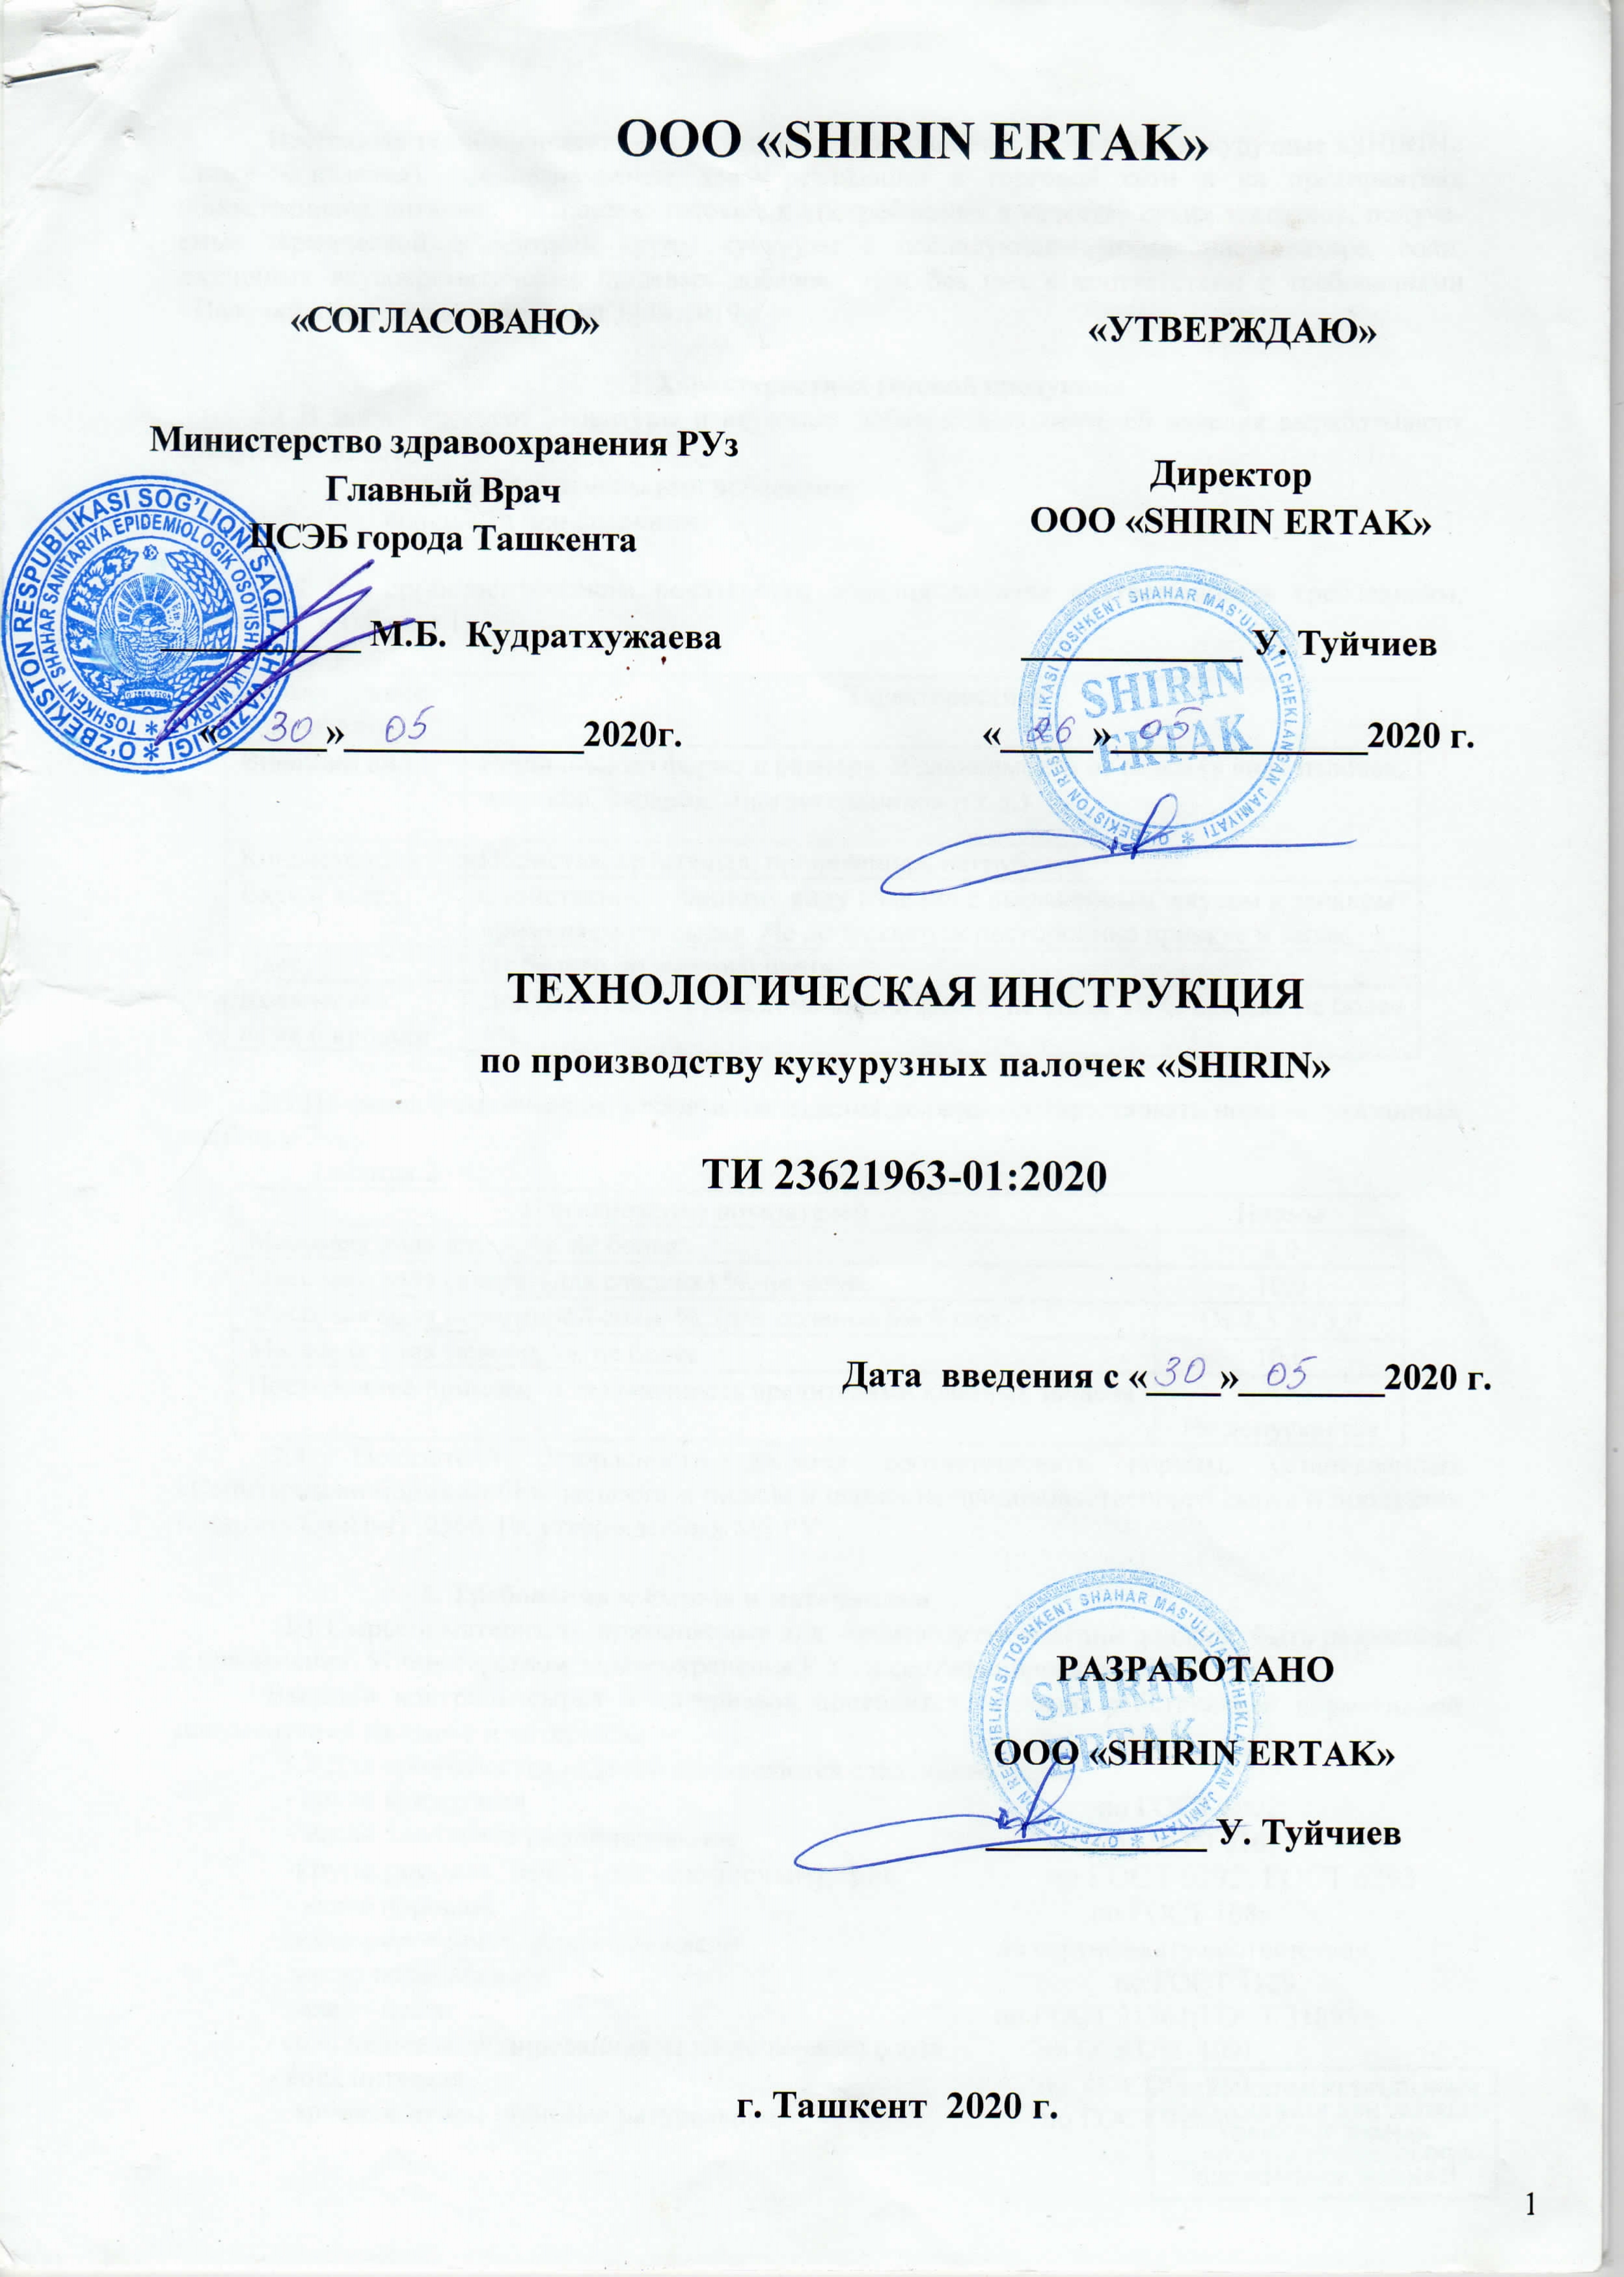 ООО «SHIRIN ERTAK»
«СОГЛАСОВАНО»
Министерство здравоохранения РУз
Главный Врач
ЦСЭБ города Ташкента
М.Б. Кудратхужаева
«30» 05 2020г.
O'ZBEKISTON RESPUBLIKASI SOG'LIQNI SAQLASH VAZIRLIGI
TOSHKENT SHAHAR SANITARIYA EPIDEMIOLOGIK OSOYISHTALIK MARKAZI
«УТВЕРЖДАЮ»
Директор
ООО «SHIRIN ERTAK»
У. Туйчиев
«26» 05 2020 г.
O'ZBEKISTON RESPUBLIKASI TOSHKENT SHAHAR MAS'ULIYATI CHEKLANGAN JAMIYATI
SHIRIN
ERTAK
ТЕХНОЛОГИЧЕСКАЯ ИНСТРУКЦИЯ
по производству кукурузных палочек «SHIRIN»
ТИ 23621963-01:2020
Дата введения с «30» 05 2020 г.
РАЗРАБОТАНО
ООО «SHIRIN ERTAK»
У. Туйчиев
O'ZBEKISTON RESPUBLIKASI TOSHKENT SHAHAR MAS'ULIYATI CHEKLANGAN JAMIYATI
SHIRIN
ERTAK
г. Ташкент 2020 г.
1